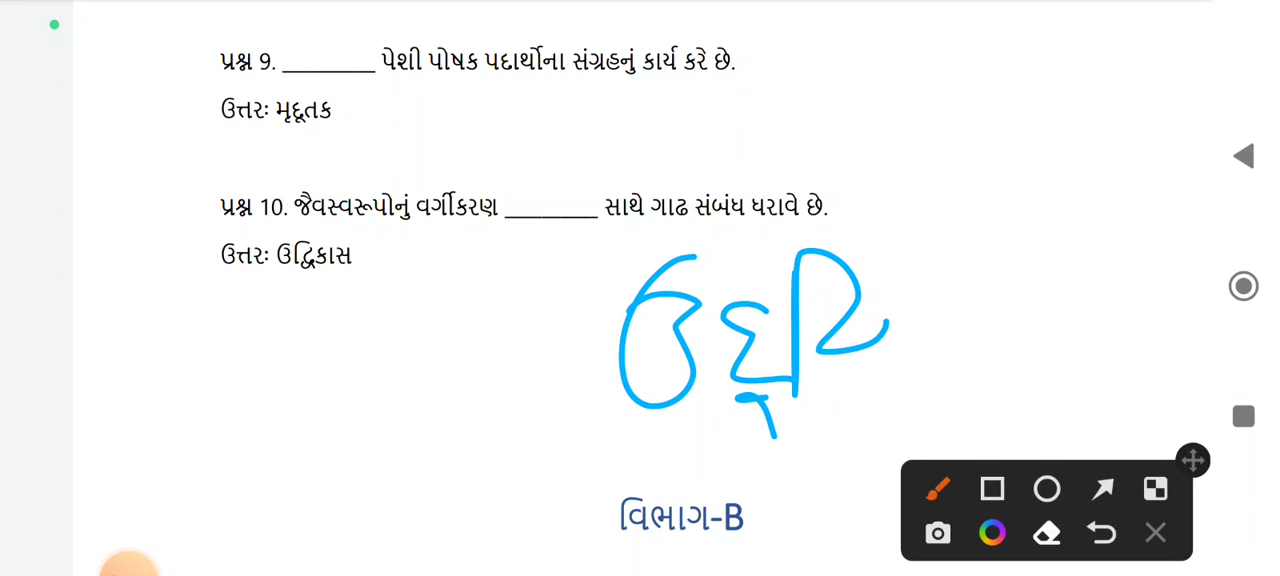 પ્રશ્ન 9. ________ પેશી પોષક પદાર્થોના સંગ્રહનું કાર્ય કરે છે.
ઉત્તરઃ મૃદૂતક
પ્રશ્ન 10. જૈવસ્વરૂપોનું વર્ગીકરણ ________ સાથે ગાઢ સંબંધ ધરાવે છે.
ઉત્તરઃ ઉદ્વિકાસ
વિભાગ-B